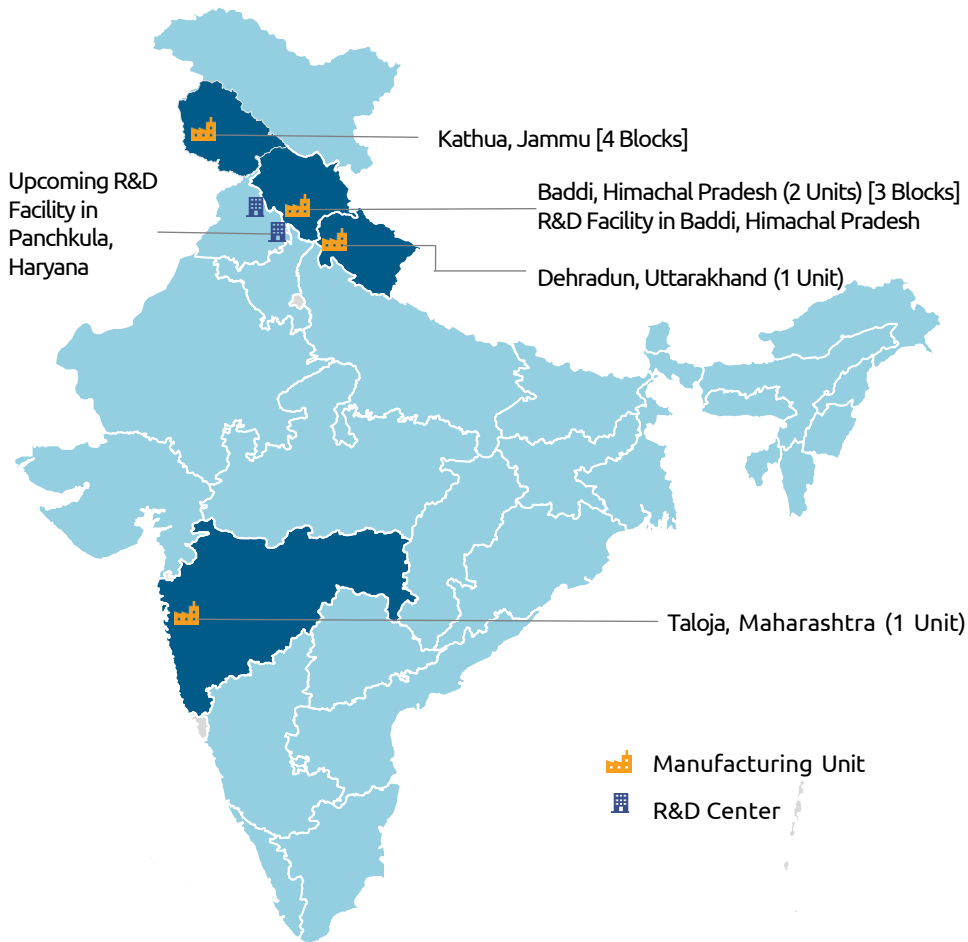 Kathua, Jammu [4 Blocks]
Upcoming R&D
Facility in
Panchkula,
Haryana
Baddi, Himachal Pradesh (2 Units) [3 Blocks]
R&D Facility in Baddi, Himachal Pradesh
Dehradun, Uttarakhand (1 Unit)
Taloja, Maharashtra (1 Unit)
Manufacturing Unit
R&D Center